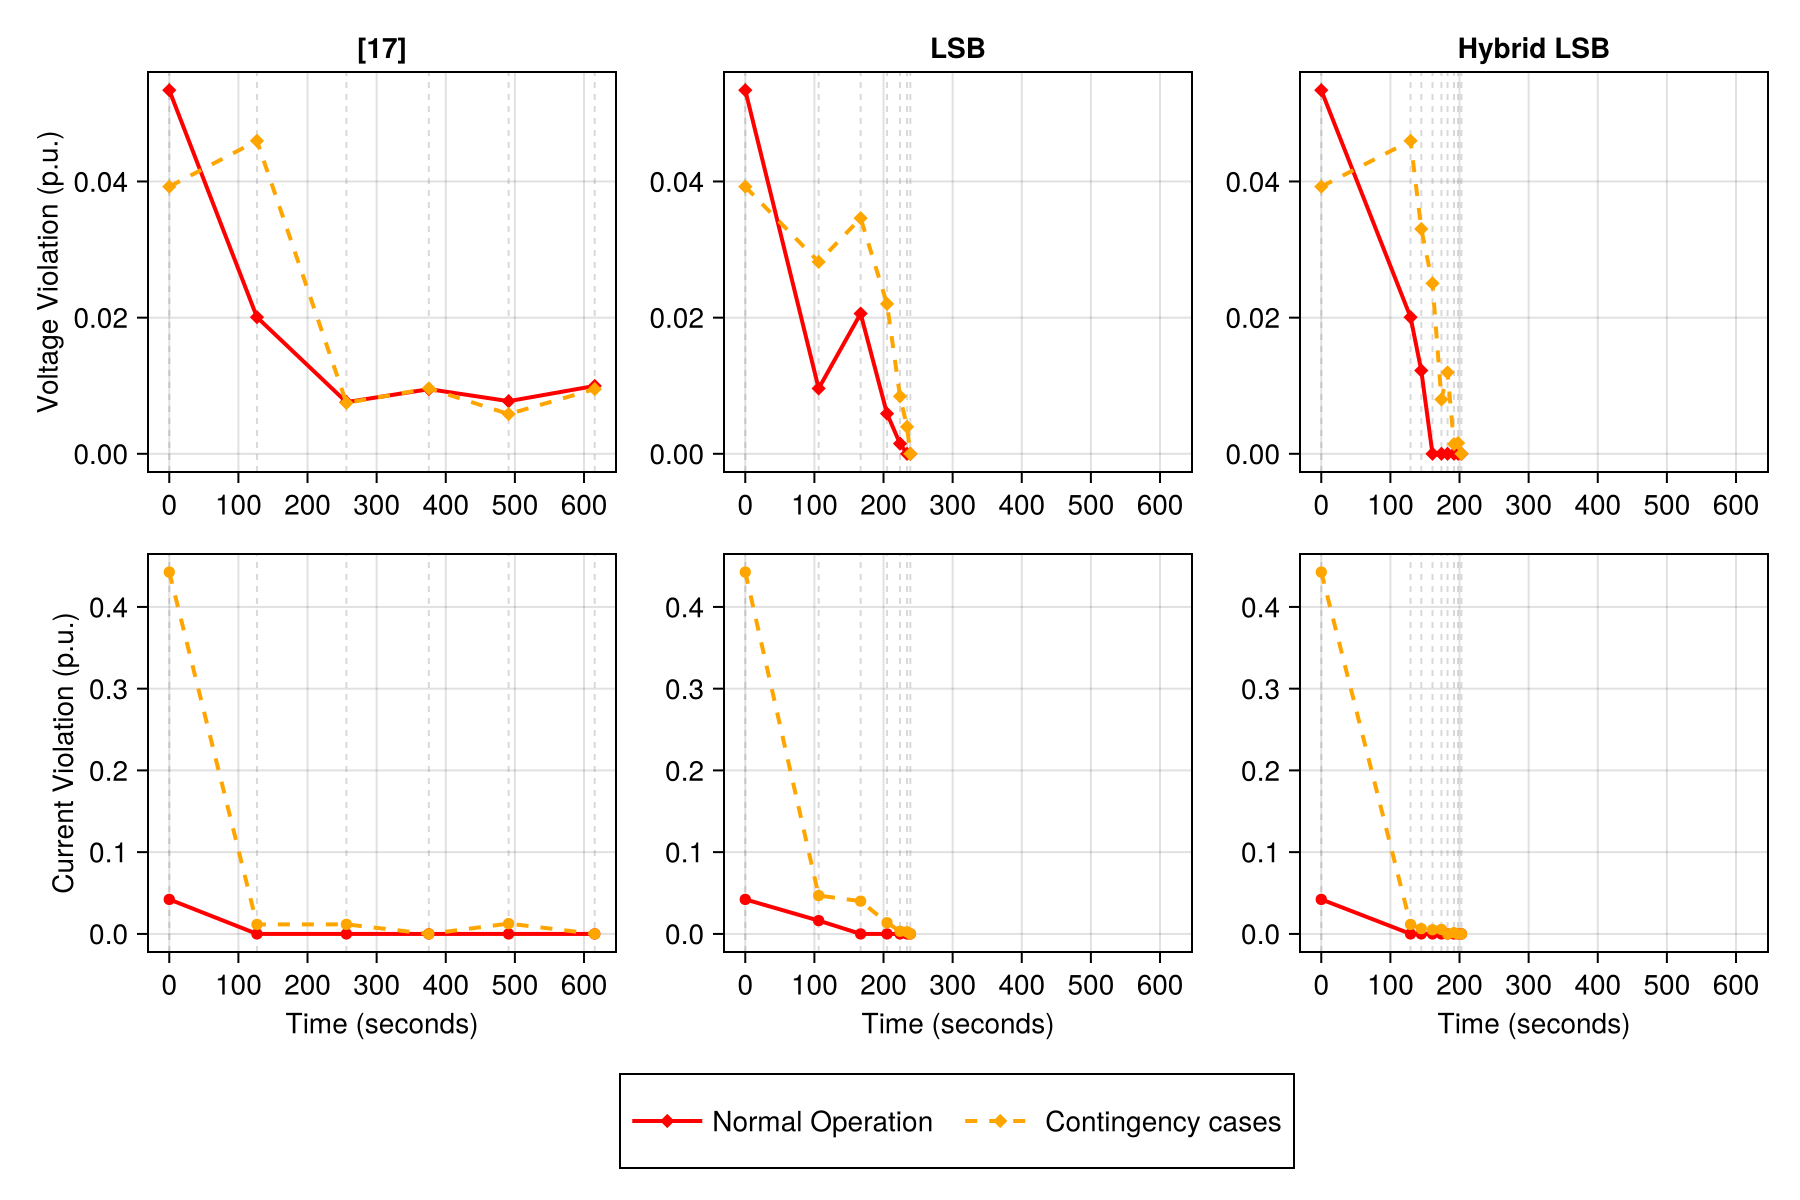 [17] LSB Hybrid LSB
Voltage Violation (p.u.)
0.04 0.04 0.04
0.02 0.02 0.02
0.00 0.00 0.00
0 100 200 300 400 500 600 0 100 200 300 400 500 600 0 100 200 300 400 500 600
Current Violation (p.u.)
0.4 0.4 0.4
0.3 0.3 0.3
0.2 0.2 0.2
0.1 0.1 0.1
0.0 0.0 0.0
0 100 200 300 400 500 600 0 100 200 300 400 500 600 0 100 200 300 400 500 600
Time (seconds) Time (seconds) Time (seconds)
Normal Operation Contingency cases